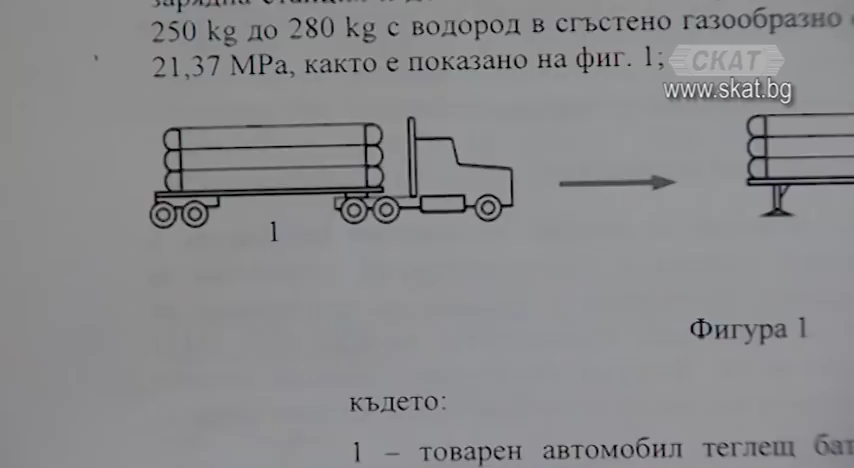 250 kg до 280 kg с водород в сгъстено газообразно
21,37 MPa, както е показано на фиг. 1;
СКАТ
www.skat.bg
1
Фигура 1
където:
1 – товарен автомобил теглещ